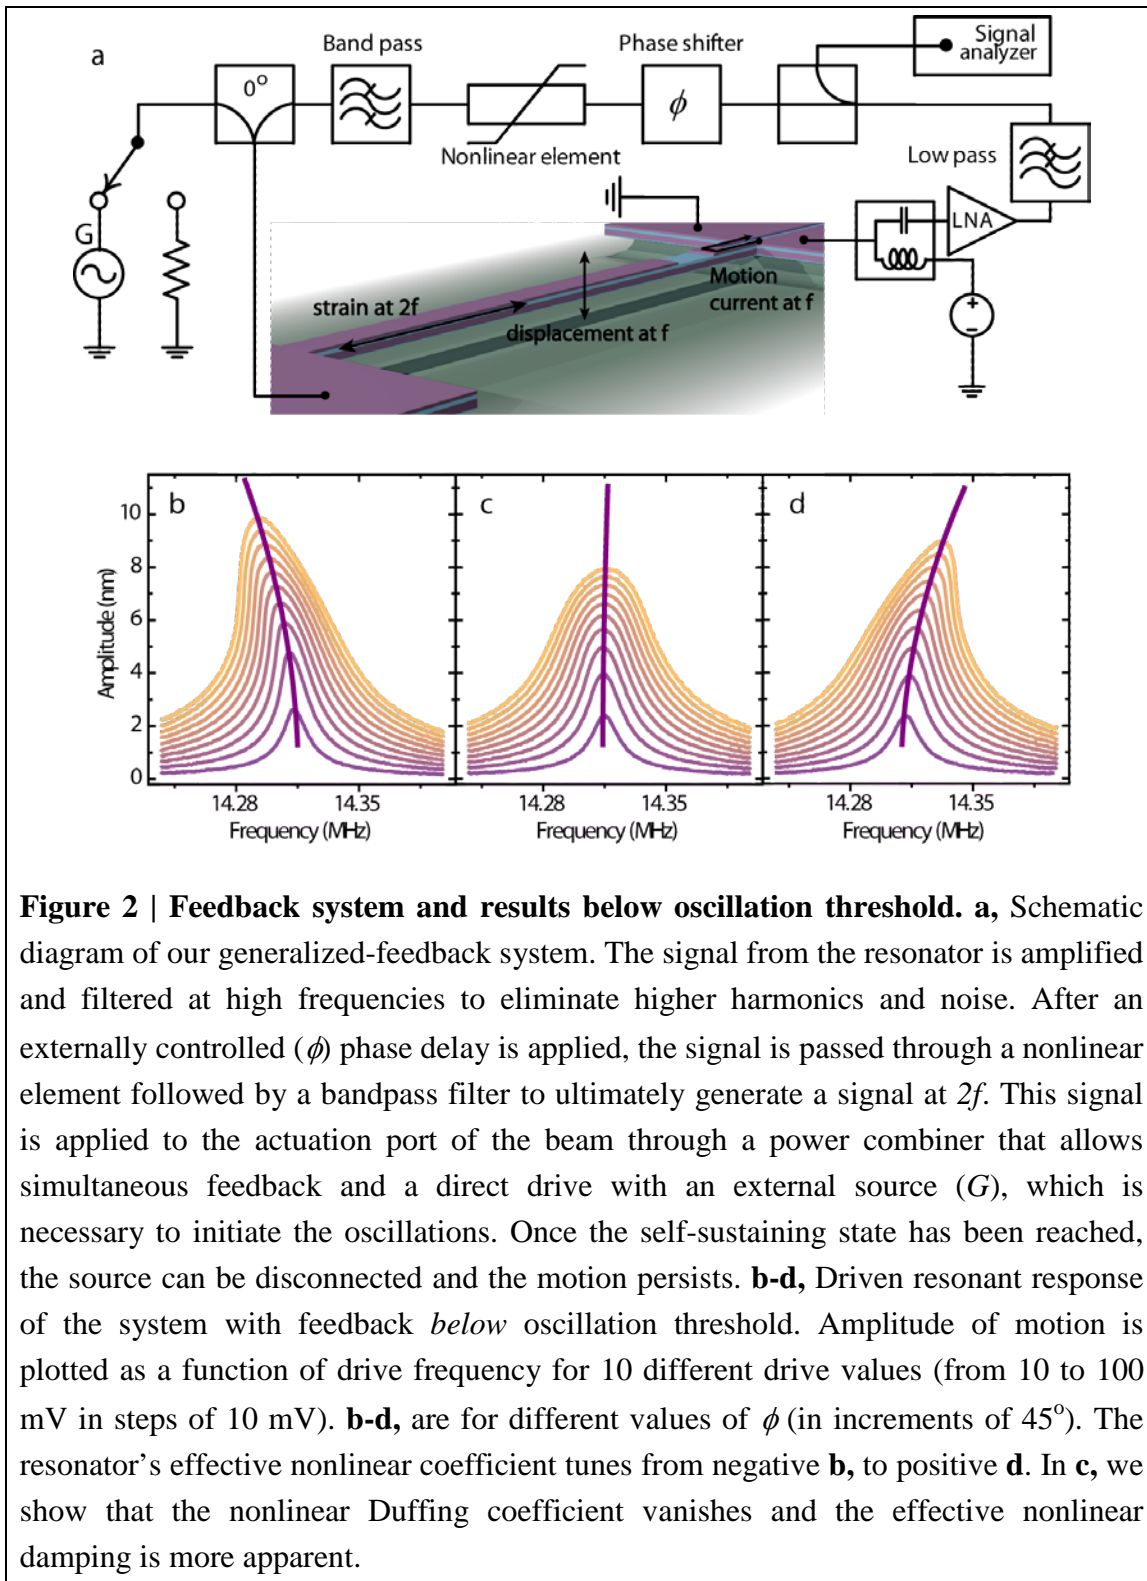 a
Band pass
Phase shifter
Signal
analyzer
0°
ϕ
Nonlinear element
Low pass
LNA
G
Motion
current at f
strain at 2f
displacement at f
+
−
b
c
d
Amplitude (nm)
10
8
6
4
2
0
14.28 14.35 14.28 14.35 14.28 14.35
Frequency (MHz) Frequency (MHz) Frequency (MHz)
Figure 2 | Feedback system and results below oscillation threshold. a, Schematic
diagram of our generalized-feedback system. The signal from the resonator is amplified
and filtered at high frequencies to eliminate higher harmonics and noise. After an
externally controlled (ϕ) phase delay is applied, the signal is passed through a nonlinear
element followed by a bandpass filter to ultimately generate a signal at 2f. This signal
is applied to the actuation port of the beam through a power combiner that allows
simultaneous feedback and a direct drive with an external source (G), which is
necessary to initiate the oscillations. Once the self-sustaining state has been reached,
the source can be disconnected and the motion persists. b-d, Driven resonant response
of the system with feedback below oscillation threshold. Amplitude of motion is
plotted as a function of drive frequency for 10 different drive values (from 10 to 100
mV in steps of 10 mV). b-d, are for different values of ϕ (in increments of 45°). The
resonator's effective nonlinear coefficient tunes from negative b, to positive d. In c, we
show that the nonlinear Duffing coefficient vanishes and the effective nonlinear
damping is more apparent.